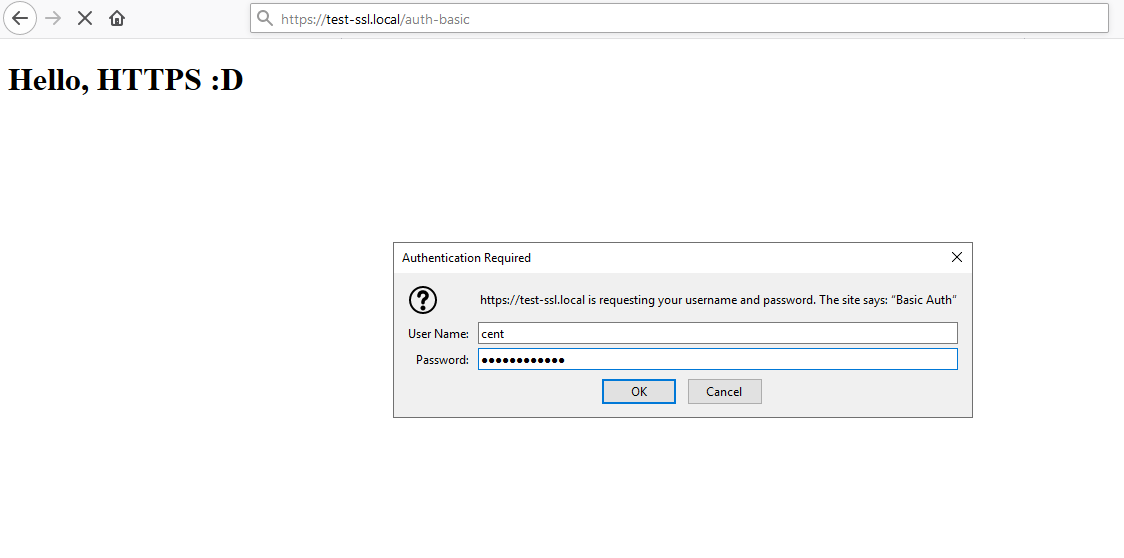 https://test-ssl.local/auth-basic
Hello, HTTPS :D
Authentication Required
https://test-ssl.local is requesting your username and password. The site says: “Basic Auth”
User Name: cent
Password: ●●●●●●●●●●●●
OK Cancel